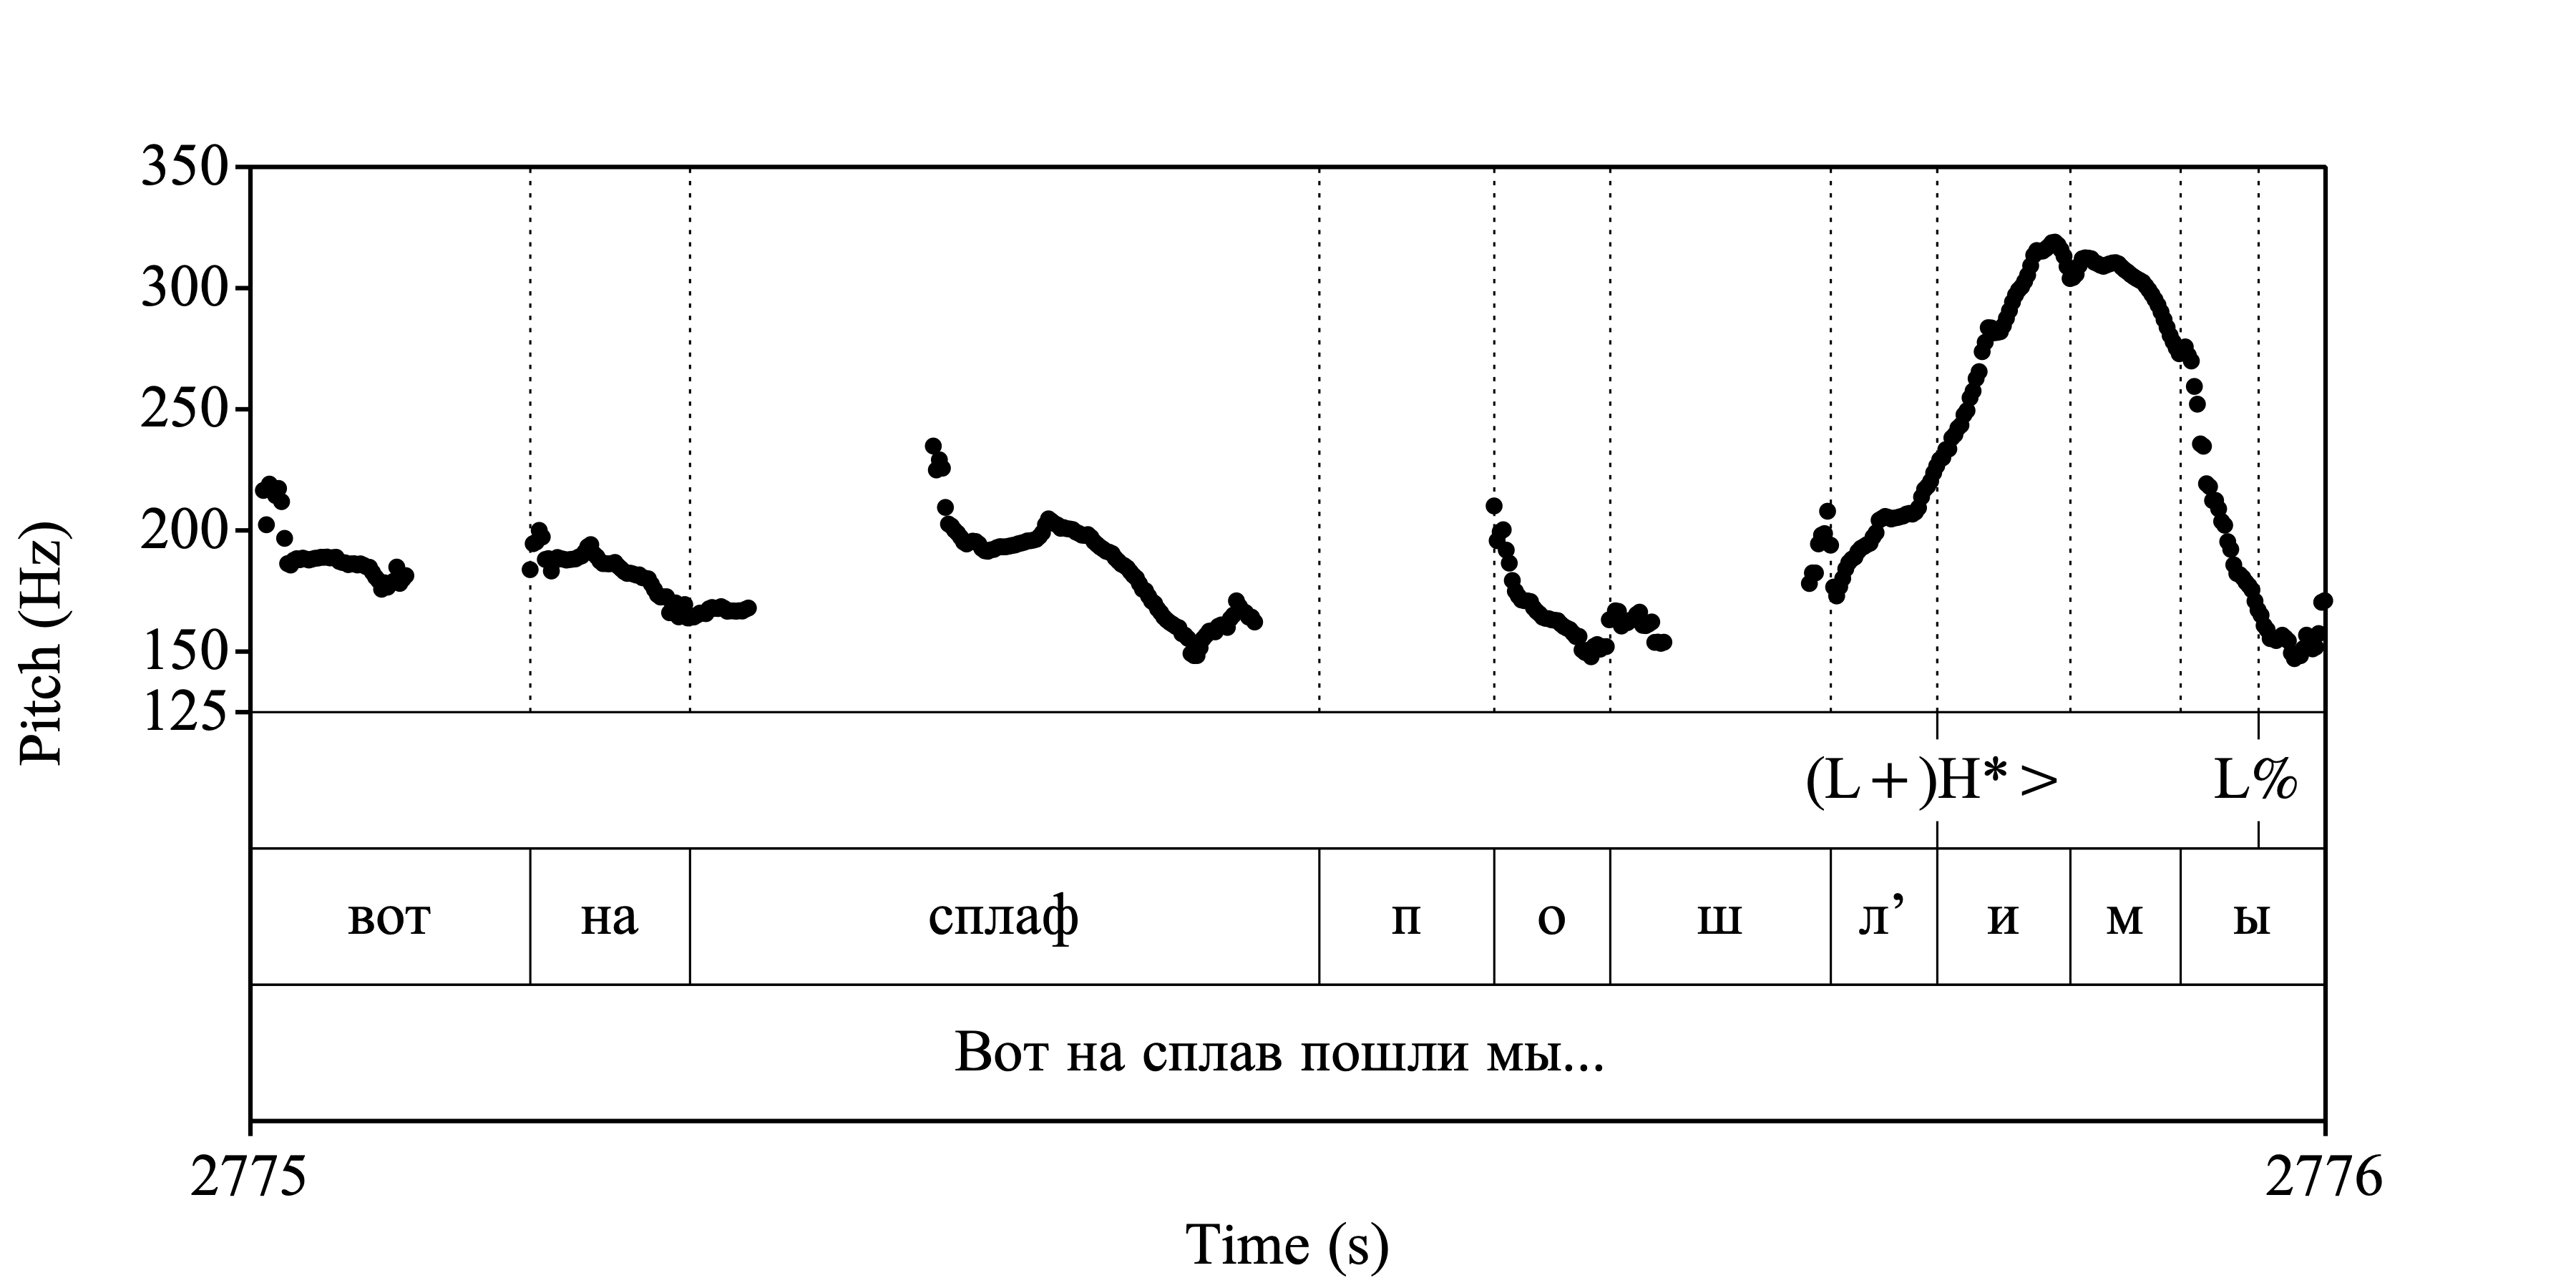 350
300
250
200
150
125
Pitch (Hz)
(L+)H*> L%
вот на сплаф п о ш л’ и м ы
Вот на сплав пошли мы...
2775 2776
Time (s)